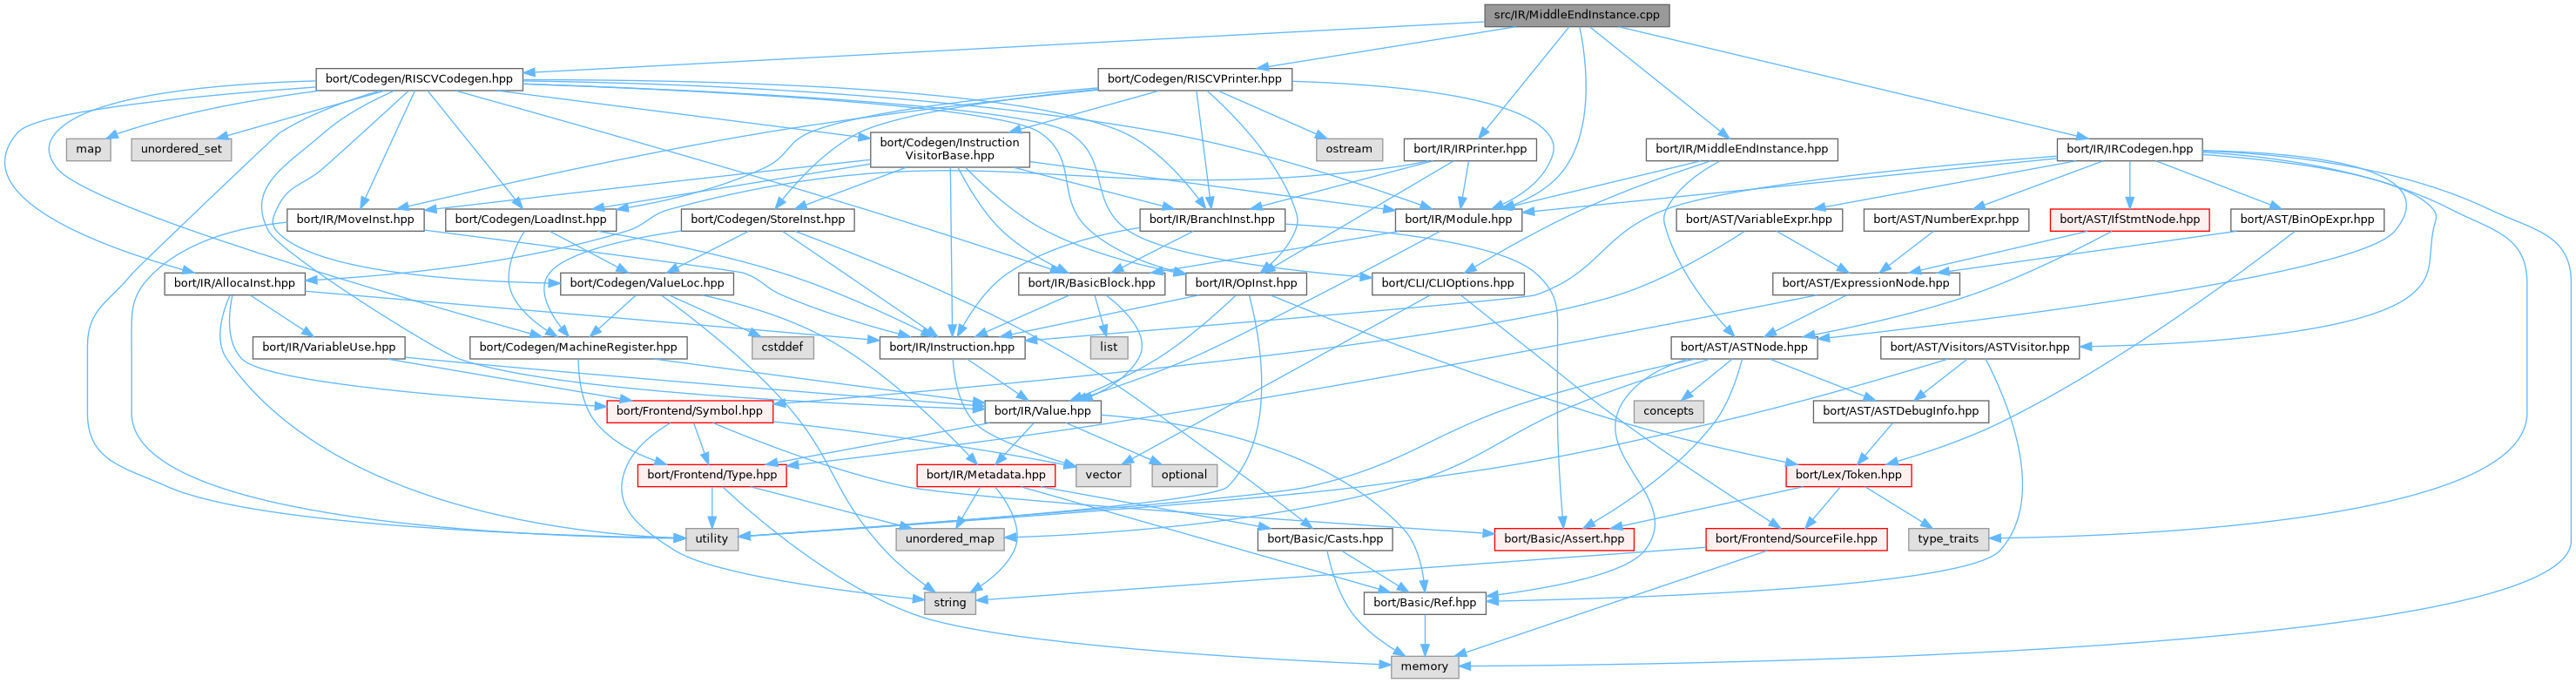 src/IR/MiddleEndInstance.cpp
bort/Codegen/RISCVCodegen.hpp
bort/Codegen/RISCVPrinter.hpp
map
unordered_set
bort/Codegen/Instruction
VisitorBase.hpp
ostream
bort/IR/IRPrinter.hpp
bort/IR/MiddleEndInstance.hpp
bort/IR/IRCodegen.hpp
bort/IR/MoveInst.hpp
bort/Codegen/LoadInst.hpp
bort/Codegen/StoreInst.hpp
bort/IR/BranchInst.hpp
bort/IR/Module.hpp
bort/AST/VariableExpr.hpp
bort/AST/NumberExpr.hpp
bort/AST/IfStmtNode.hpp
bort/AST/BinOpExpr.hpp
bort/IR/AllocaInst.hpp
bort/Codegen/ValueLoc.hpp
bort/IR/BasicBlock.hpp
bort/IR/OpInst.hpp
bort/CLI/CLIOptions.hpp
bort/AST/ExpressionNode.hpp
bort/IR/VariableUse.hpp
bort/Codegen/MachineRegister.hpp
cstddef
bort/IR/Instruction.hpp
list
bort/AST/ASTNode.hpp
bort/AST/Visitors/ASTVisitor.hpp
bort/Frontend/Symbol.hpp
bort/IR/Value.hpp
concepts
bort/AST/ASTDebugInfo.hpp
bort/Frontend/Type.hpp
bort/IR/Metadata.hpp
vector
optional
bort/Lex/Token.hpp
utility
unordered_map
bort/Basic/Casts.hpp
bort/Basic/Assert.hpp
bort/Frontend/SourceFile.hpp
type_traits
string
bort/Basic/Ref.hpp
memory